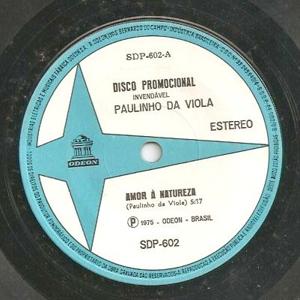 SDP-602-A
DISCO PROMOCIONAL
INVENDÁVEL
PAULINHO DA VIOLA
ESTEREO
ODEON
AMOR À NATUREZA
(Paulinho da Viola) 5:17
℗ 1975 - ODEON - BRASIL
SDP-602